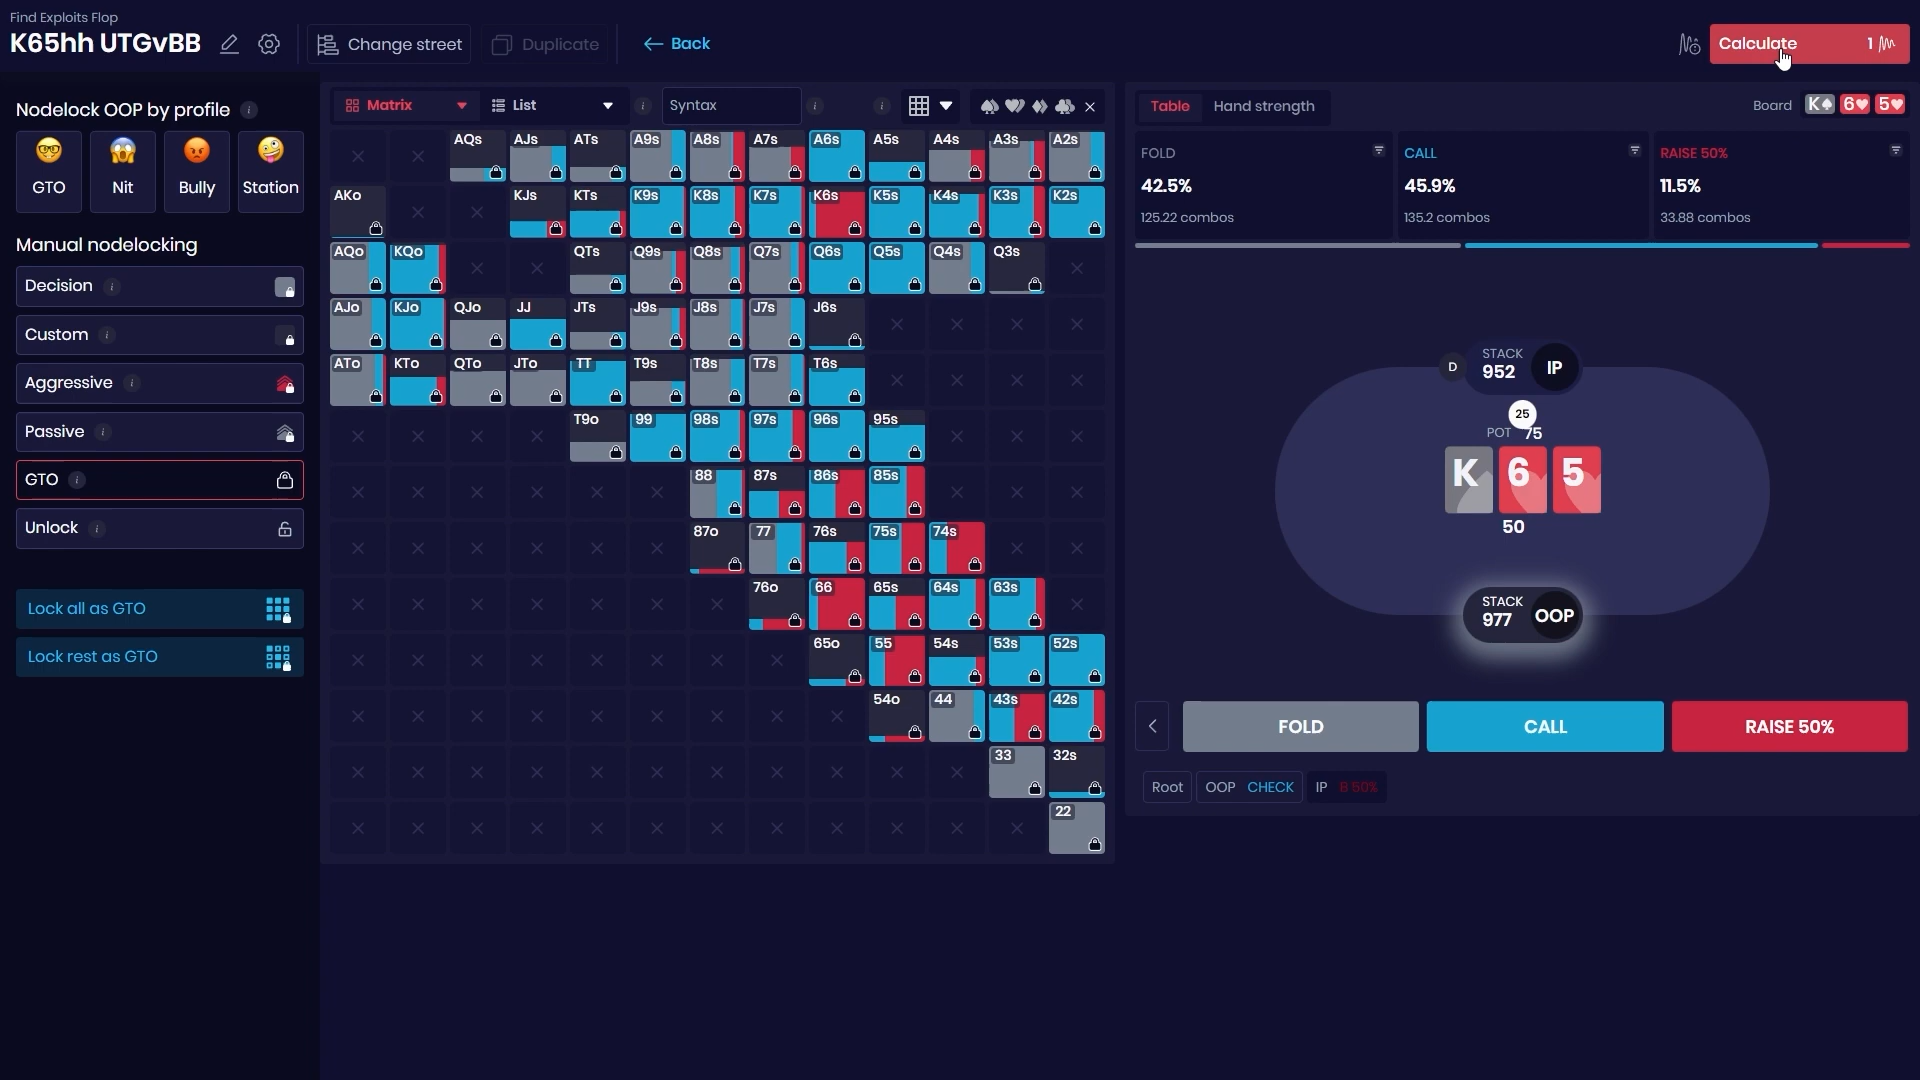 Find Exploits Flop
K65hh UTGvBB
Change street
Duplicate
Back
Calculate 1
Nodelock OOP by profile i
GTO Nit Bully Station
Manual nodelocking
Decision i
Custom i
Aggressive i
Passive i
GTO i
Unlock i
Lock all as GTO
Lock rest as GTO
Matrix List i Syntax i i
AQs AJs ATs A9s A8s A7s A6s A5s A4s A3s A2s
AKo KJs KTs K9s K8s K7s K6s K5s K4s K3s K2s
AQo KQo QTs Q9s Q8s Q7s Q6s Q5s Q4s Q3s
AJo KJo QJo JJ JTs J9s J8s J7s J6s
ATo KTo QTo JTo TT T9s T8s T7s T6s
T9o 99 98s 97s 96s 95s
88 87s 86s 85s
87o 77 76s 75s 74s
76o 66 65s 64s 63s
65o 55 54s 53s 52s
54o 44 43s 42s
33 32s
22
Table Hand strength Board K♠ 6♥ 5♥
FOLD CALL RAISE 50%
42.5% 45.9% 11.5%
125.22 combos 135.2 combos 33.88 combos
D STACK 952 IP
25
POT 75
K 6 5
50
STACK 977 OOP
FOLD CALL RAISE 50%
Root OOP CHECK IP B 50%